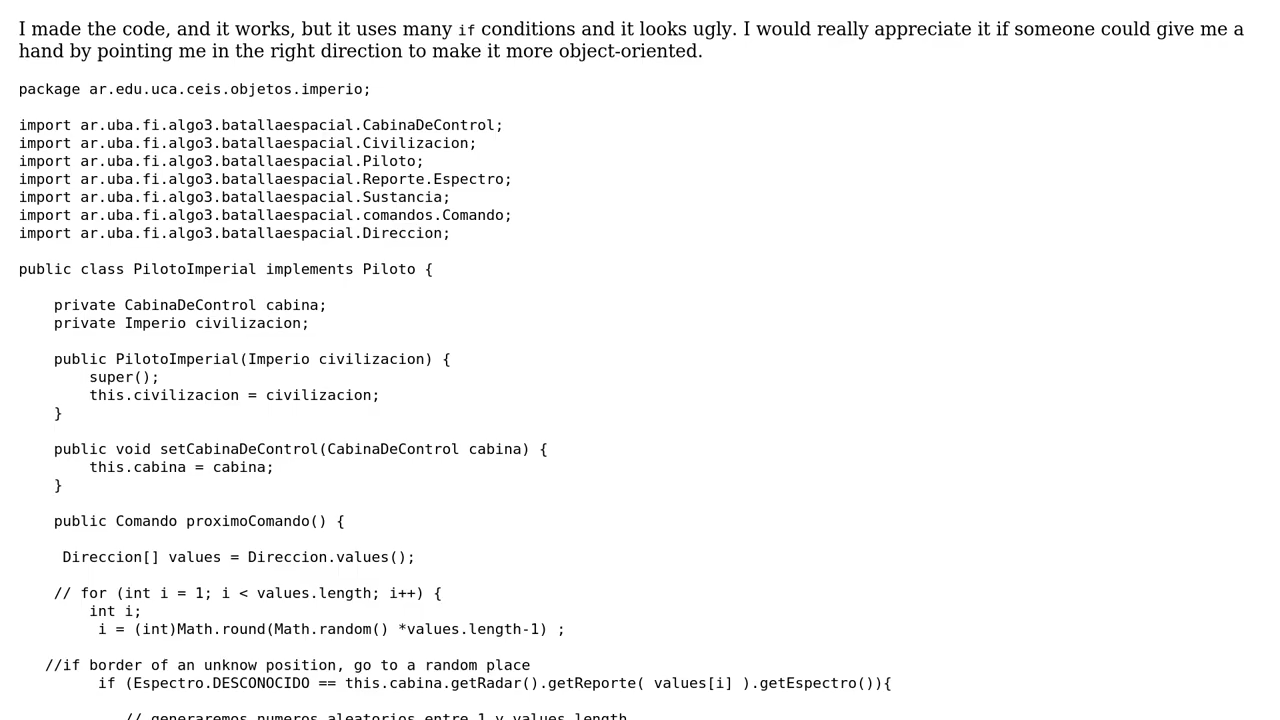 I made the code, and it works, but it uses many if conditions and it looks ugly. I would really appreciate it if someone could give me a
hand by pointing me in the right direction to make it more object-oriented.
package ar.edu.uca.ceis.objetos.imperio;
import ar.uba.fi.algo3.batallaespacial.CabinaDeControl;
import ar.uba.fi.algo3.batallaespacial.Civilizacion;
import ar.uba.fi.algo3.batallaespacial.Piloto;
import ar.uba.fi.algo3.batallaespacial.Reporte.Espectro;
import ar.uba.fi.algo3.batallaespacial.Sustancia;
import ar.uba.fi.algo3.batallaespacial.comandos.Comando;
import ar.uba.fi.algo3.batallaespacial.Direccion;
public class PilotoImperial implements Piloto {
    private CabinaDeControl cabina;
    private Imperio civilizacion;
    public PilotoImperial(Imperio civilizacion) {
        super();
        this.civilizacion = civilizacion;
    }
    public void setCabinaDeControl(CabinaDeControl cabina) {
        this.cabina = cabina;
    }
    public Comando proximoComando() {
     Direccion[] values = Direccion.values();
    // for (int i = 1; i < values.length; i++) {
        int i;
         i = (int)Math.round(Math.random() *values.length-1) ;
   //if border of an unknow position, go to a random place
         if (Espectro.DESCONOCIDO == this.cabina.getRadar().getReporte( values[i] ).getEspectro()){
            // generaremos numeros aleatorios entre 1 y values.length